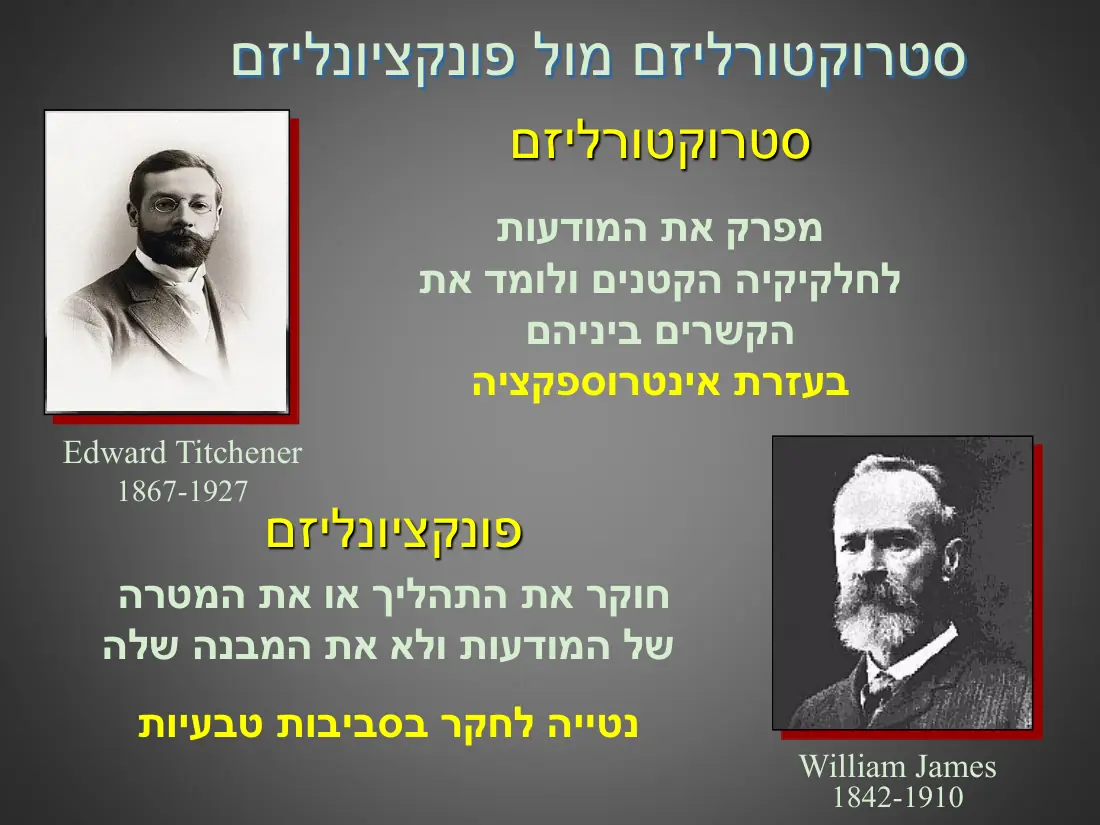 סטרוקטורליזם מול פונקציונליזם
סטרוקטורליזם
מפרק את המודעות
לחלקיקיה הקטנים ולומד את
הקשרים ביניהם
בעזרת אינטרוספקציה
Edward Titchener
1867-1927
פונקציונליזם
חוקר את התהליך או את המטרה
של המודעות ולא את המבנה שלה
נטייה לחקר בסביבות טבעיות
William James
1842-1910